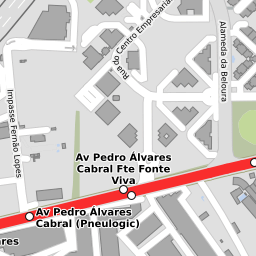 Rua do Centro Empresarial
Alameda da Beloura
Impasse Fernão Lopes
Av Pedro Álvares
Cabral Fte Fonte
Viva
Av Pedro Álvares
Cabral (Pneulogic)